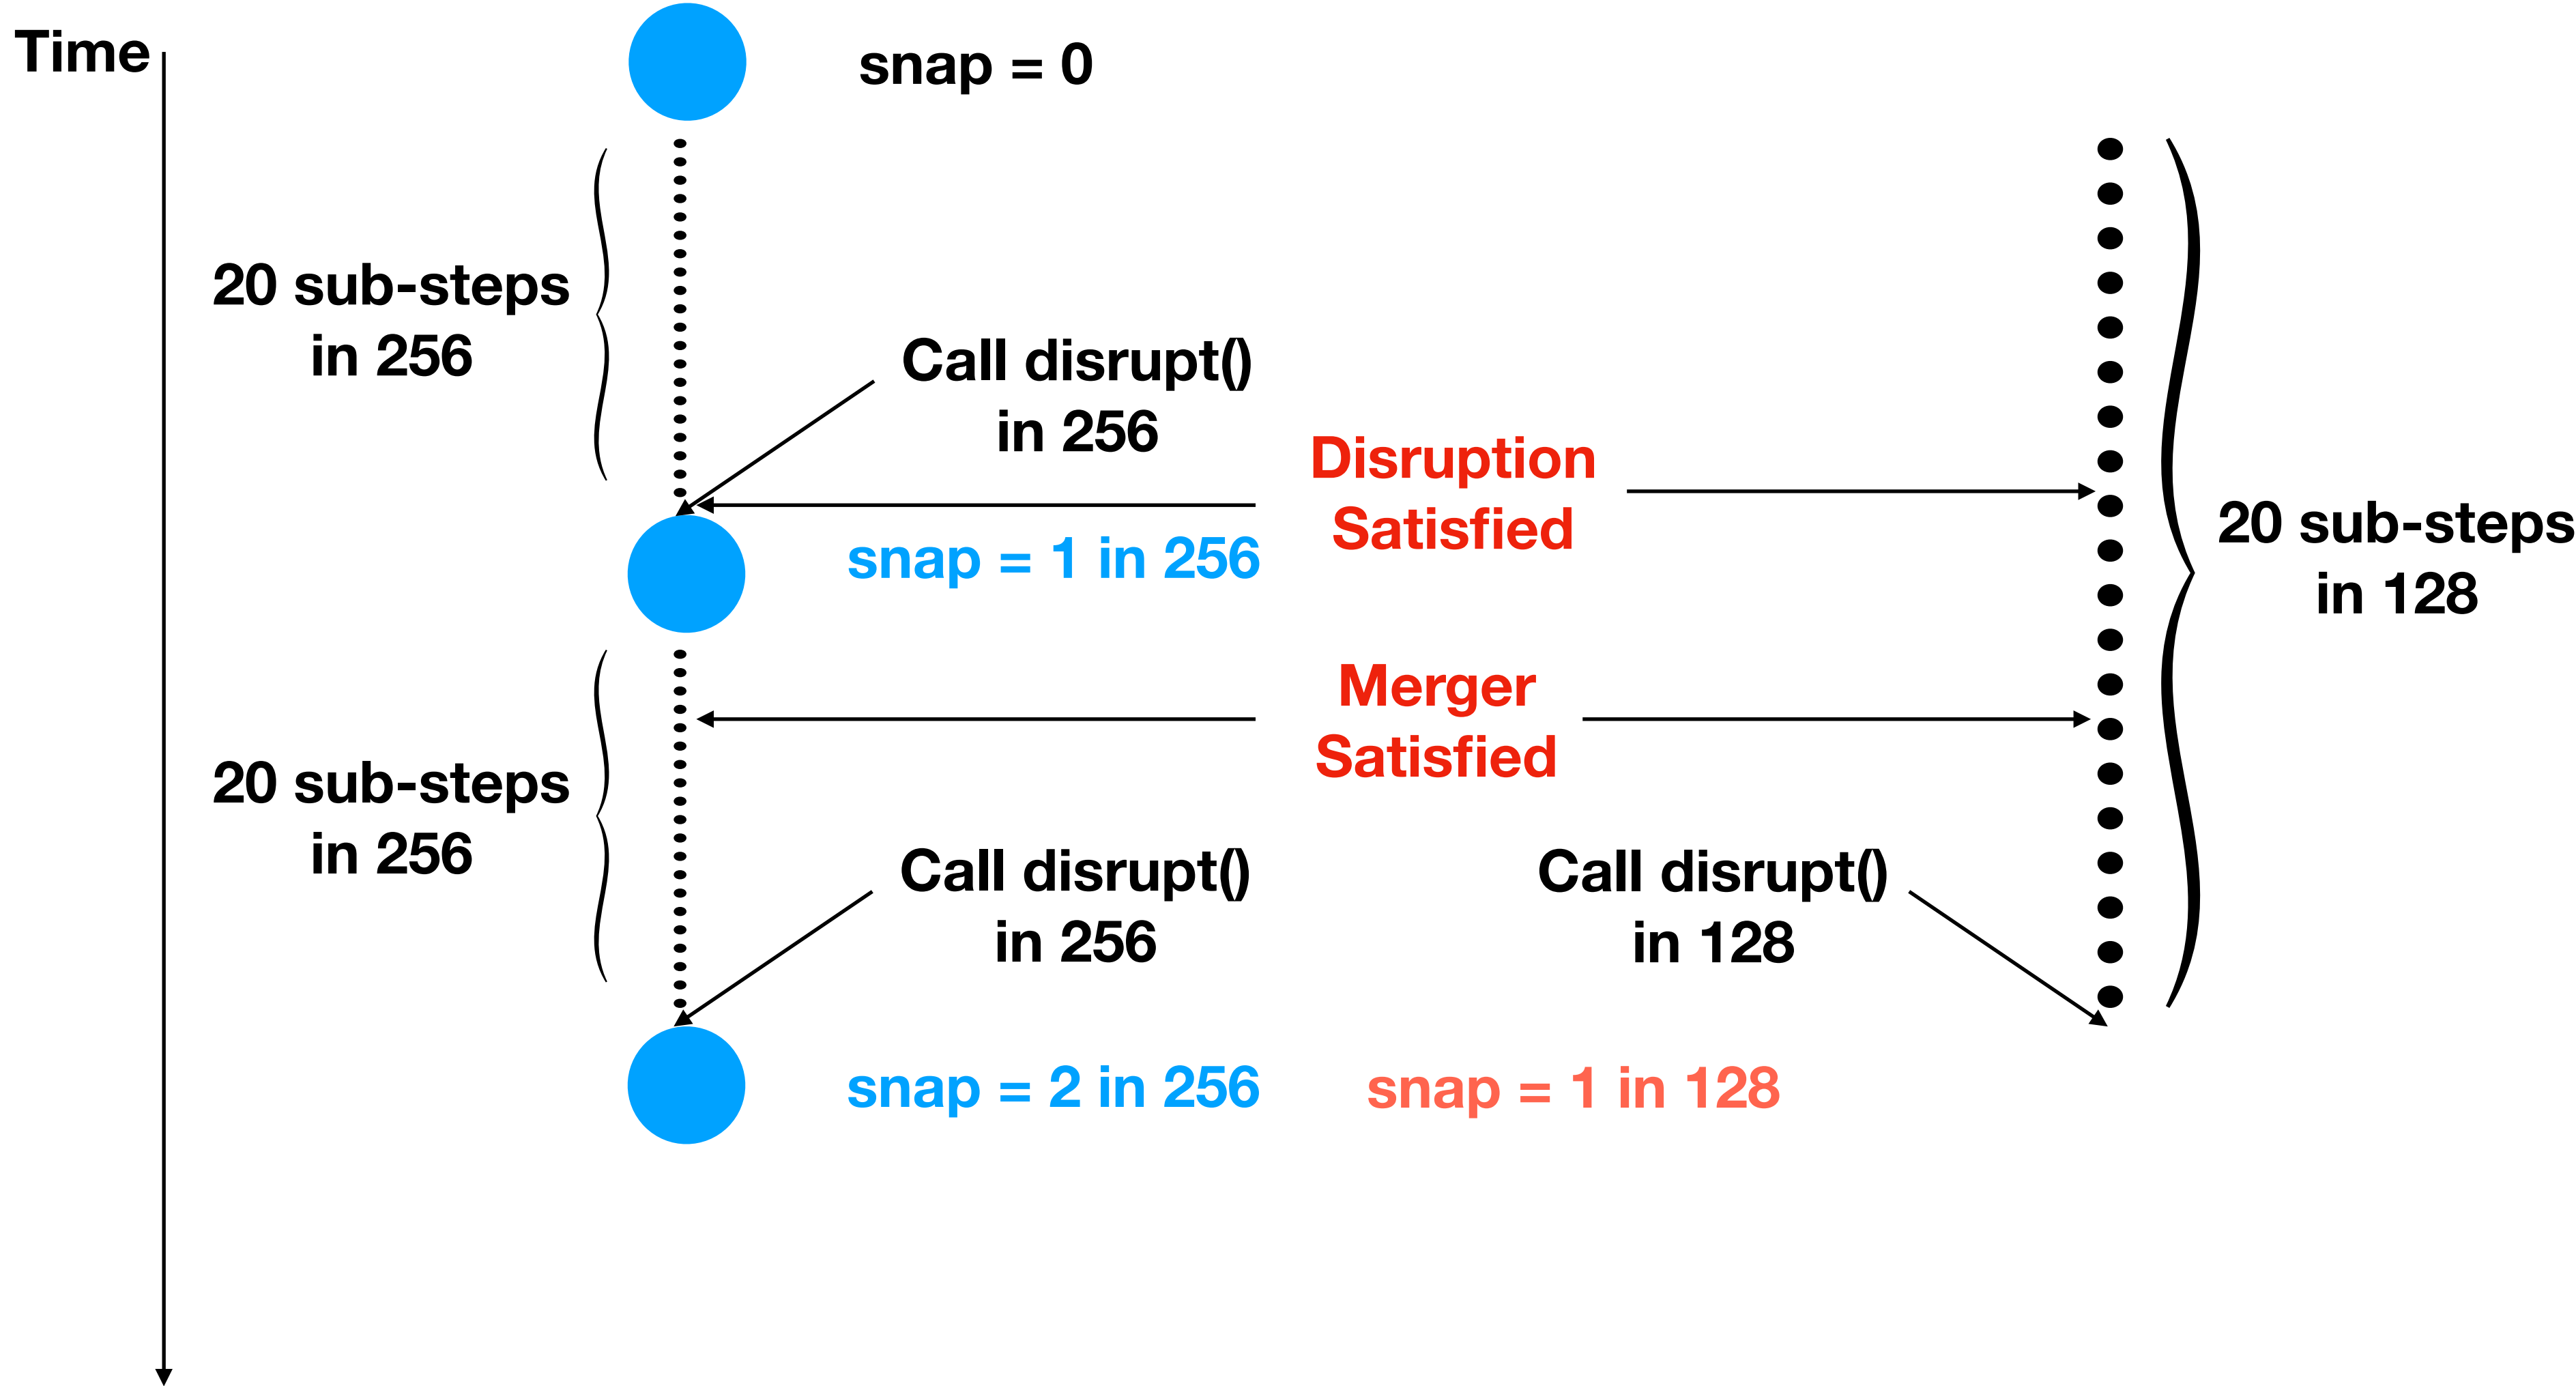 Time
snap = 0
20 sub-steps
in 256
Call disrupt()
in 256
Disruption
Satisfied
20 sub-steps
in 128
snap = 1 in 256
Merger
Satisfied
20 sub-steps
in 256
Call disrupt()
in 256
Call disrupt()
in 128
snap = 2 in 256
snap = 1 in 128